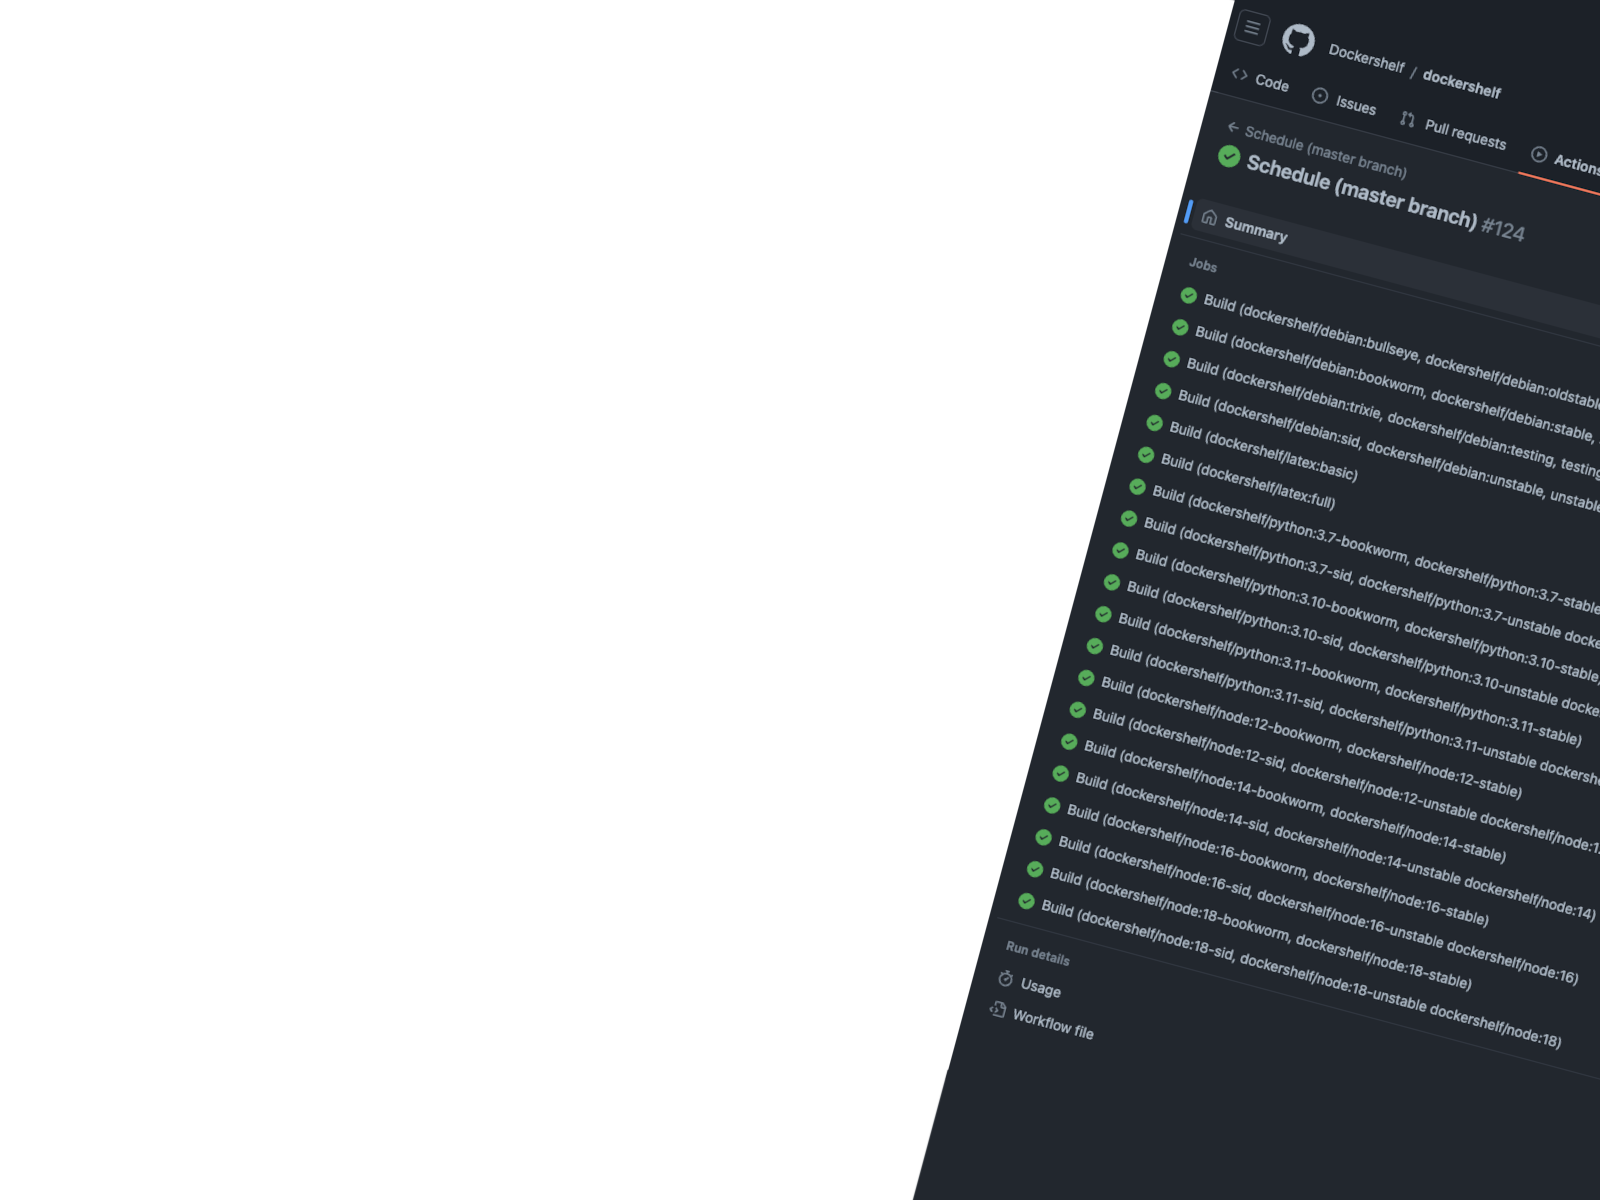 Dockershelf / dockershelf
Code Issues Pull requests Actions
← Schedule (master branch)
Schedule (master branch) #124
Summary
Jobs
Build (dockershelf/debian:bullseye, dockershelf/debian:oldstable
Build (dockershelf/debian:bookworm, dockershelf/debian:stable,
Build (dockershelf/debian:trixie, dockershelf/debian:testing, testing
Build (dockershelf/debian:sid, dockershelf/debian:unstable, unstable
Build (dockershelf/latex:basic)
Build (dockershelf/latex:full)
Build (dockershelf/python:3.7-bookworm, dockershelf/python:3.7-stable
Build (dockershelf/python:3.7-sid, dockershelf/python:3.7-unstable docke
Build (dockershelf/python:3.10-bookworm, dockershelf/python:3.10-stable)
Build (dockershelf/python:3.10-sid, dockershelf/python:3.10-unstable docker
Build (dockershelf/python:3.11-bookworm, dockershelf/python:3.11-stable)
Build (dockershelf/python:3.11-sid, dockershelf/python:3.11-unstable dockersh
Build (dockershelf/node:12-bookworm, dockershelf/node:12-stable)
Build (dockershelf/node:12-sid, dockershelf/node:12-unstable dockershelf/node:1
Build (dockershelf/node:14-bookworm, dockershelf/node:14-stable)
Build (dockershelf/node:14-sid, dockershelf/node:14-unstable dockershelf/node:14)
Build (dockershelf/node:16-bookworm, dockershelf/node:16-stable)
Build (dockershelf/node:16-sid, dockershelf/node:16-unstable dockershelf/node:16)
Build (dockershelf/node:18-bookworm, dockershelf/node:18-stable)
Build (dockershelf/node:18-sid, dockershelf/node:18-unstable dockershelf/node:18)
Run details
Usage
Workflow file